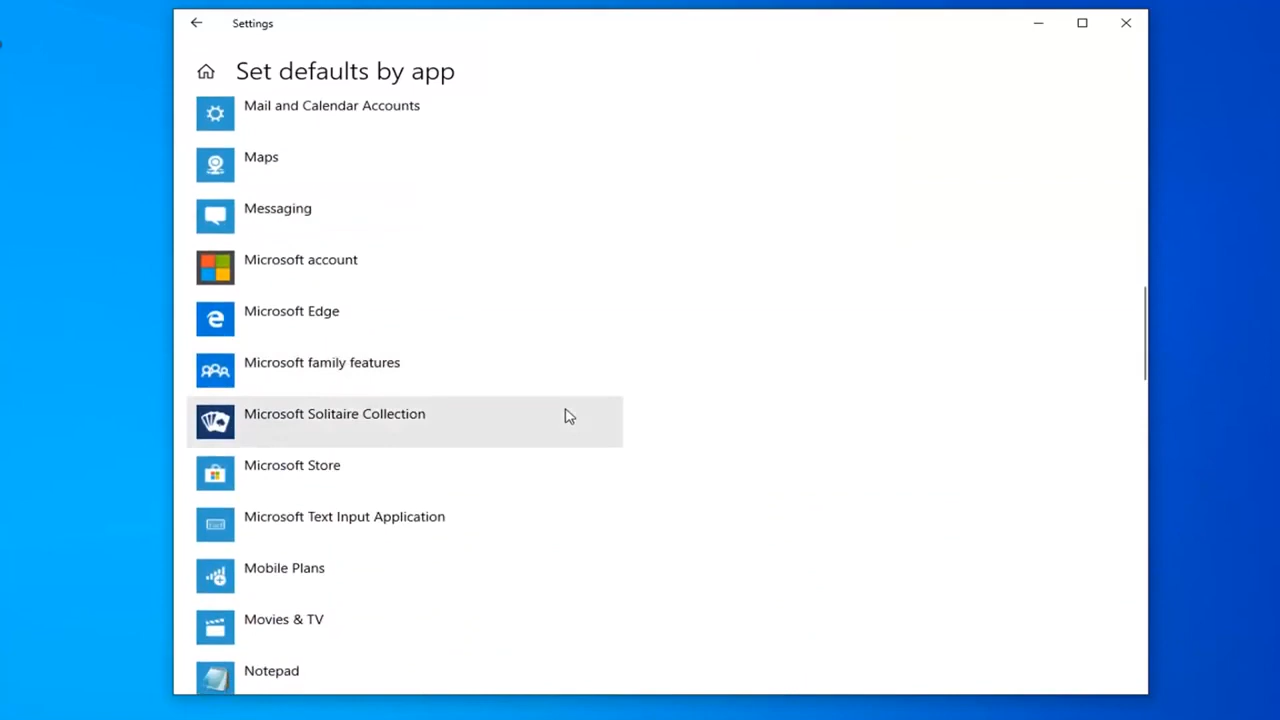 Settings
Set defaults by app
Mail and Calendar Accounts
Maps
Messaging
Microsoft account
Microsoft Edge
Microsoft family features
Microsoft Solitaire Collection
Microsoft Store
Microsoft Text Input Application
Mobile Plans
Movies & TV
Notepad